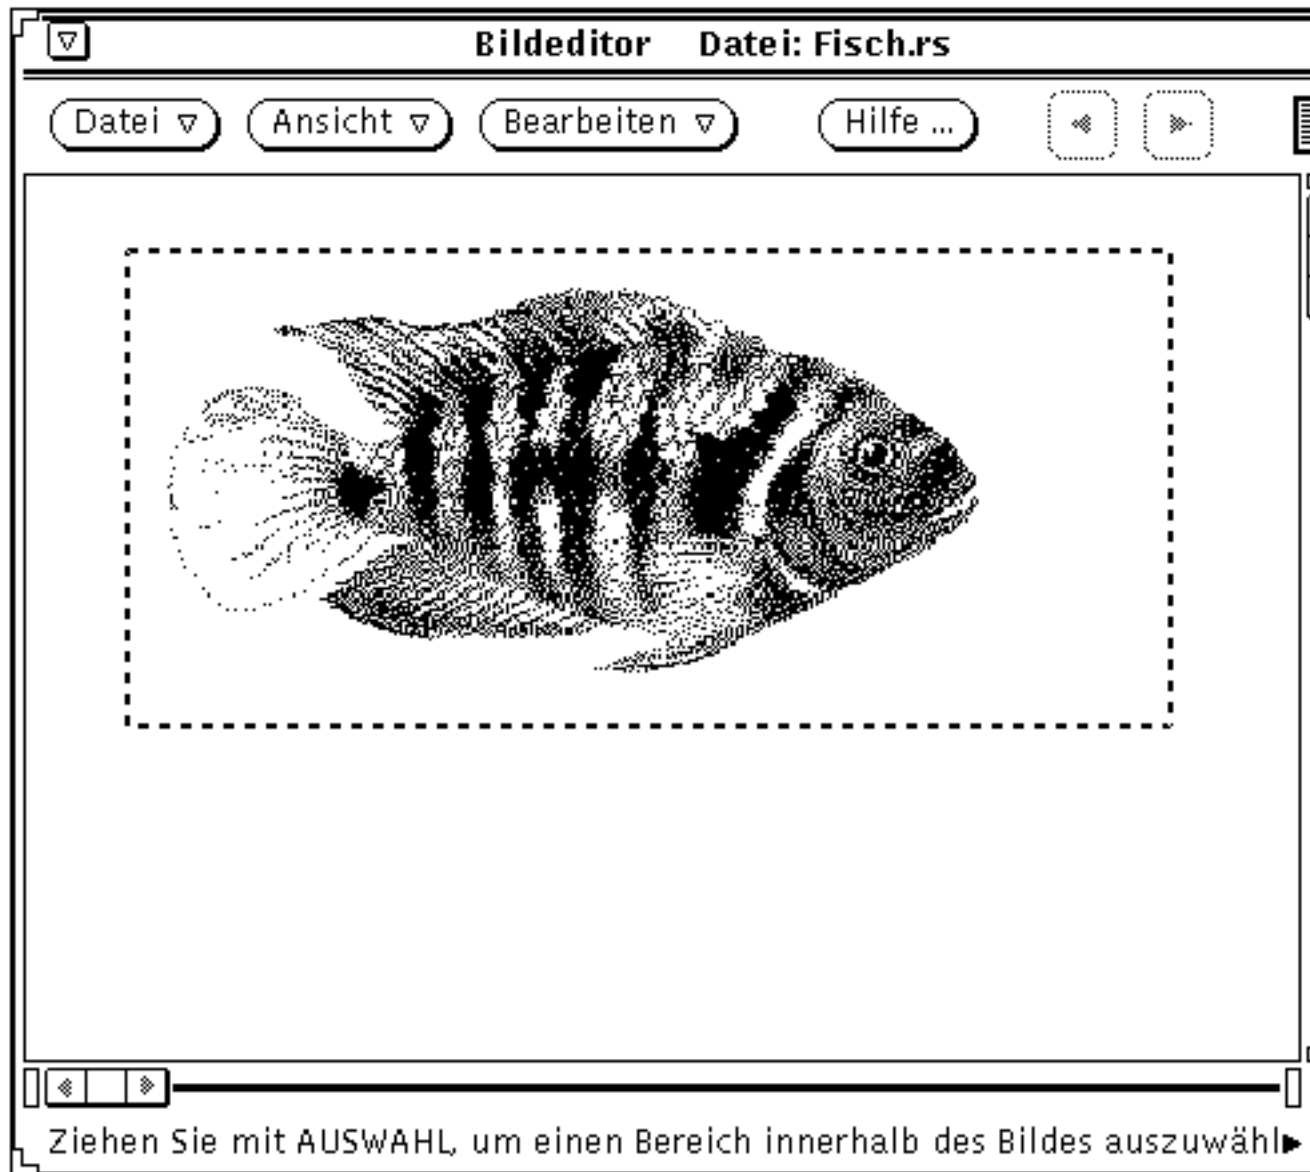 Bildeditor Datei: Fisch.rs
Datei Ansicht Bearbeiten Hilfe ...
Ziehen Sie mit AUSWAHL, um einen Bereich innerhalb des Bildes auszuwähl